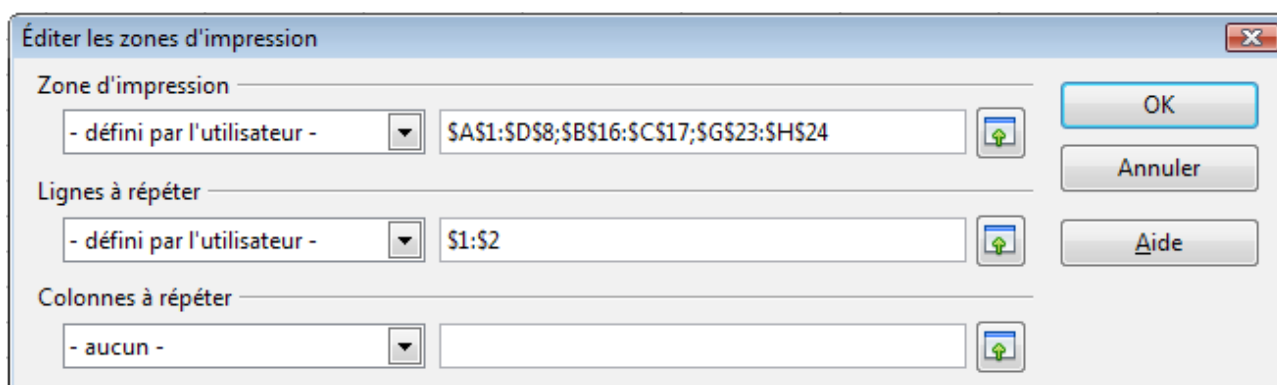 Éditer les zones d'impression
Zone d'impression
- défini par l'utilisateur -
$A$1:$D$8;$B$16:$C$17;$G$23:$H$24
OK
Annuler
Lignes à répéter
- défini par l'utilisateur -
$1:$2
Aide
Colonnes à répéter
- aucun -